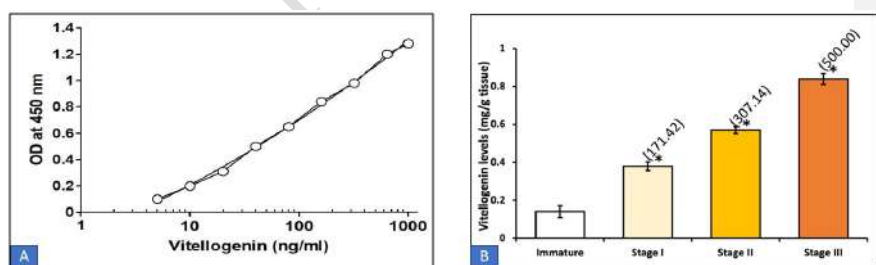 1.4
1.2
1
0.8
0.6
0.4
0.2
0
OD at 450 nm
1 10 100 1000
Vitellogenin (ng/ml)
A
1
0.8
0.6
0.4
0.2
0
Vitellogenin levels (mg/g tissue)
(171.42)
*
(307.14)
*
(500.00)
*
Immature Stage I Stage II Stage III
B